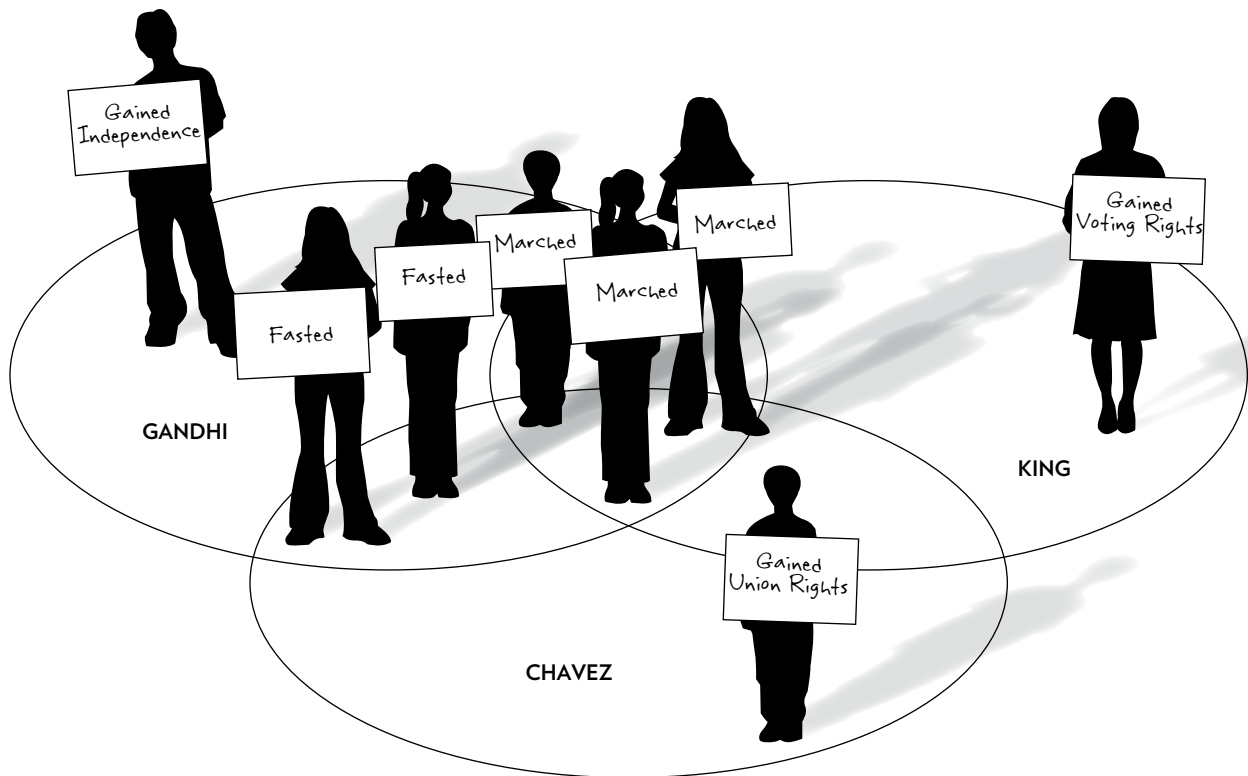 Gained
Independence
Fasted
Fasted
Marched
Marched
Marched
Gained
Voting Rights
GANDHI
KING
Gained
Union Rights
CHAVEZ